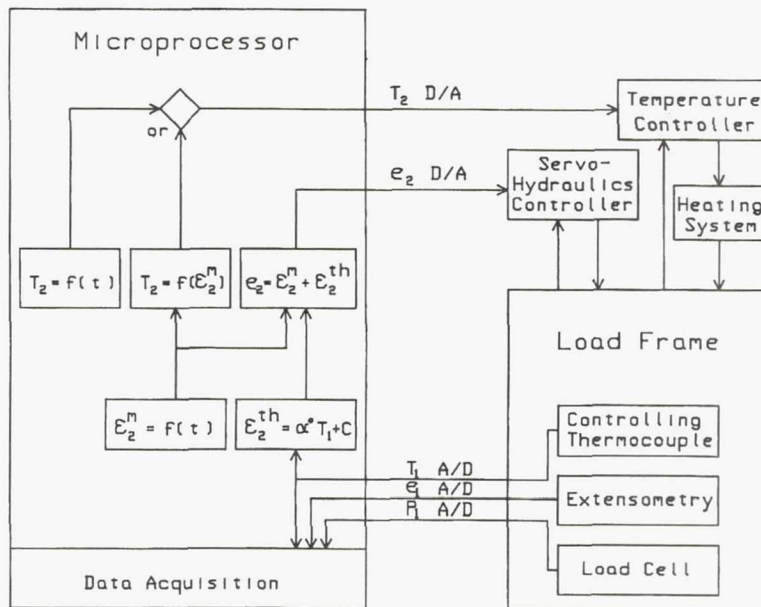 Microprocessor
T₂ D/A
Temperature
Controller
or
e₂ D/A
Servo-
Hydraulics
Controller
Heating
System
T₂ = f(t)
T₂ = f(ε₂ᵐ)
e₂ = ε₂ᵐ + ε₂ᵗʰ
Load Frame
ε₂ᵐ = f(t)
ε₂ᵗʰ = α* T₁ + C
Controlling
Thermocouple
T₁ A/D
e₁ A/D
Extensometry
P₁ A/D
Load Cell
Data Acquisition